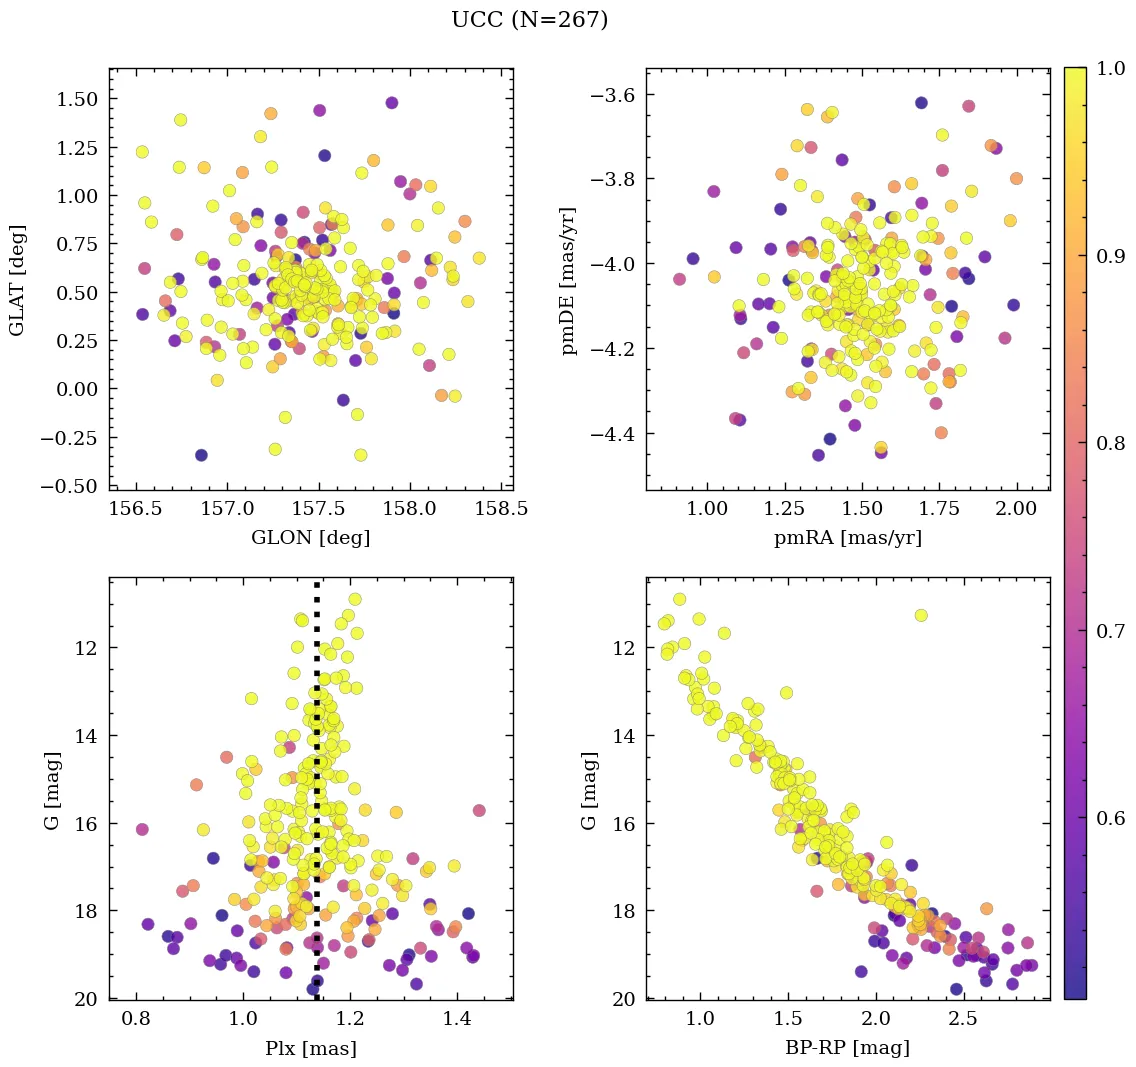 UCC (N=267)
1.50
1.25
1.00
0.75
0.50
0.25
0.00
−0.25
−0.50
GLAT [deg]
156.5 157.0 157.5 158.0 158.5
GLON [deg]
−3.6
−3.8
−4.0
−4.2
−4.4
pmDE [mas/yr]
1.00 1.25 1.50 1.75 2.00
pmRA [mas/yr]
12
14
16
18
20
G [mag]
0.8 1.0 1.2 1.4
Plx [mas]
12
14
16
18
20
G [mag]
1.0 1.5 2.0 2.5
BP-RP [mag]
1.0
0.9
0.8
0.7
0.6